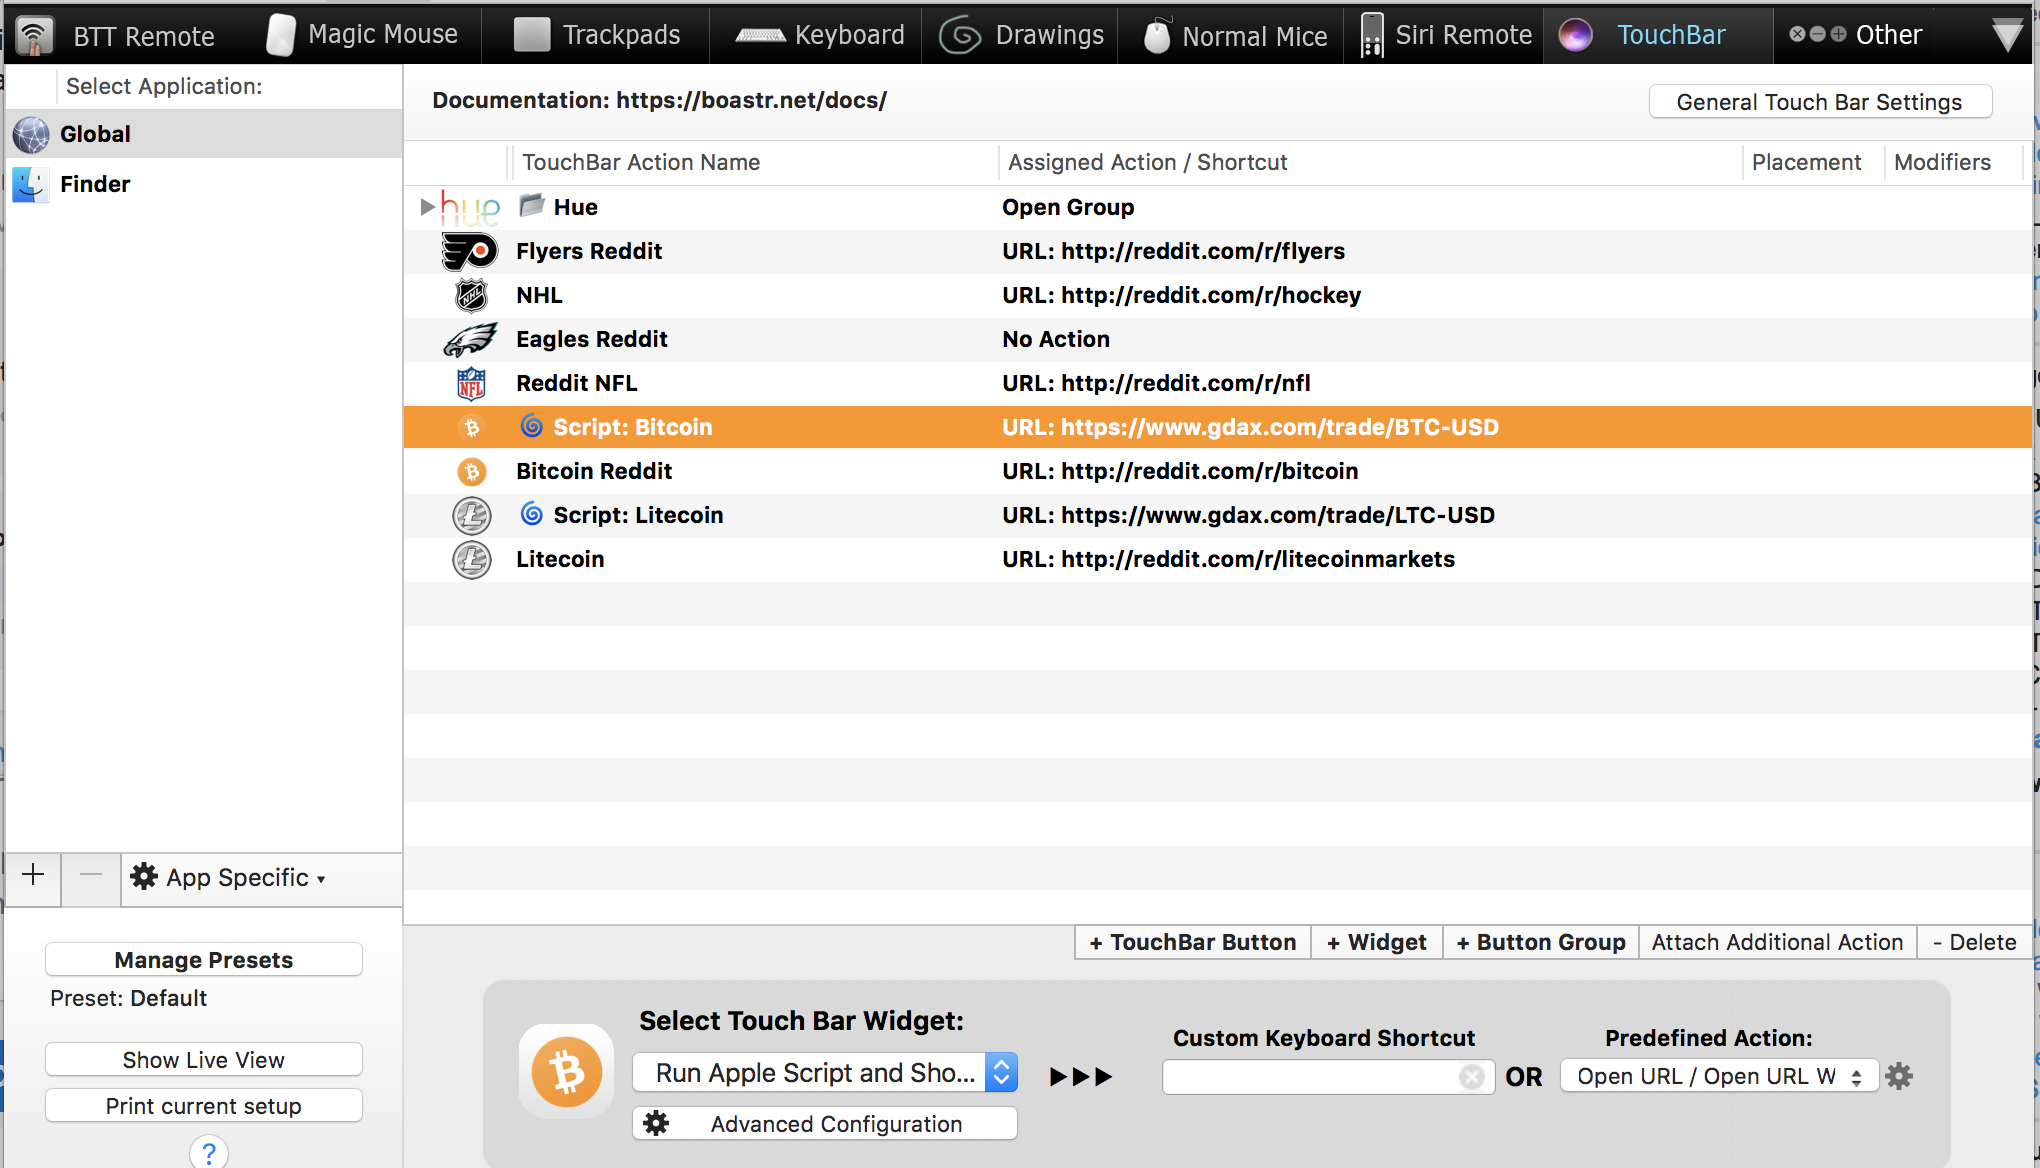 BTT Remote Magic Mouse Trackpads Keyboard Drawings Normal Mice Siri Remote TouchBar Other
Select Application:
Global
Finder
Documentation: https://boastr.net/docs/
General Touch Bar Settings
TouchBar Action Name Assigned Action / Shortcut Placement Modifiers
hue Hue Open Group
Flyers Reddit URL: http://reddit.com/r/flyers
NHL NHL URL: http://reddit.com/r/hockey
Eagles Reddit No Action
NFL Reddit NFL URL: http://reddit.com/r/nfl
Script: Bitcoin URL: https://www.gdax.com/trade/BTC-USD
Bitcoin Reddit URL: http://reddit.com/r/bitcoin
Script: Litecoin URL: https://www.gdax.com/trade/LTC-USD
Litecoin URL: http://reddit.com/r/litecoinmarkets
+ − App Specific ▾
Manage Presets
Preset: Default
Show Live View
Print current setup
?
+ TouchBar Button + Widget + Button Group Attach Additional Action - Delete
Select Touch Bar Widget:
Run Apple Script and Sho...
Advanced Configuration
Custom Keyboard Shortcut
OR
Predefined Action:
Open URL / Open URL W